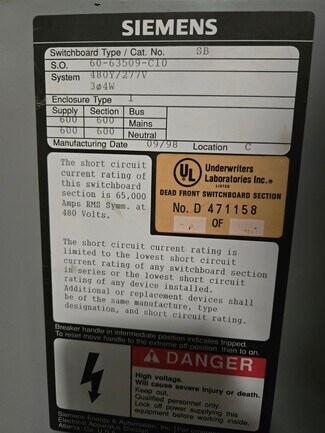 SIEMENS
Switchboard Type / Cat. No. SB
S.O. 60-63509-C10
System 480Y/277V
3ø4W
Enclosure Type 1
Supply Section Bus
600 600 Mains
600 600 Neutral
Manufacturing Date 09/98 Location C
The short circuit
current rating of
this switchboard
section is 65,000
Amps RMS Symm. at
480 Volts.
UL
Underwriters
Laboratories Inc.®
LISTED
DEAD FRONT SWITCHBOARD SECTION
No. D 471158
OF
The short circuit current rating is
limited to the lowest short circuit
current rating of any switchboard section
in series or the lowest short circuit
rating of any device installed.
Additional or replacement devices shall
be of the same manufacture, type
designation, and short circuit rating.
Breaker handle in intermediate position indicates tripped.
To reset move handle to the extreme off position, then to on.
DANGER
High voltage.
Will cause severe injury or death.
Keep out.
Qualified personnel only.
Lock off power supplying this
equipment before working inside.
Siemens Energy & Automation, Inc.
Electrical Apparatus
Atlanta, Ga. U.S.A.